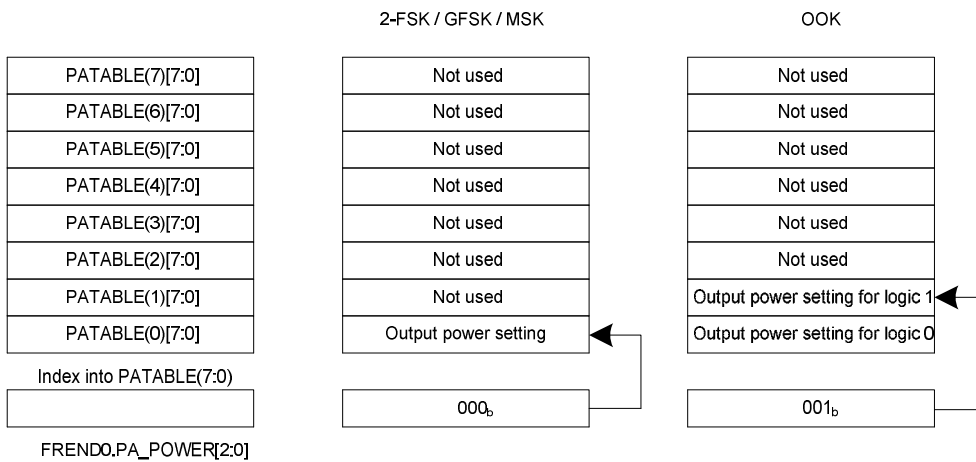 2-FSK / GFSK / MSK OOK
PATABLE(7)[7:0] Not used Not used
PATABLE(6)[7:0] Not used Not used
PATABLE(5)[7:0] Not used Not used
PATABLE(4)[7:0] Not used Not used
PATABLE(3)[7:0] Not used Not used
PATABLE(2)[7:0] Not used Not used
PATABLE(1)[7:0] Not used Output power setting for logic 1
PATABLE(0)[7:0] Output power setting Output power setting for logic 0
Index into PATABLE(7:0)
000b 001b
FREND0.PA_POWER[2:0]